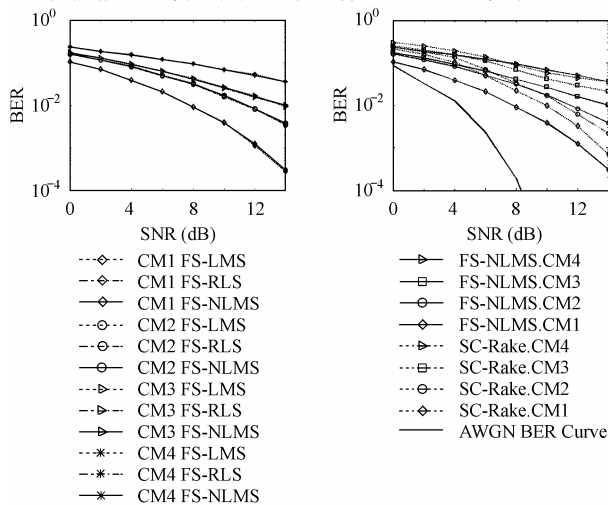 10^0
10^-2
10^-4
BER
0 4 8 12
SNR (dB)
CM1 FS-LMS
CM1 FS-RLS
CM1 FS-NLMS
CM2 FS-LMS
CM2 FS-RLS
CM2 FS-NLMS
CM3 FS-LMS
CM3 FS-RLS
CM3 FS-NLMS
CM4 FS-LMS
CM4 FS-RLS
CM4 FS-NLMS
10^0
10^-2
10^-4
BER
0 4 8 12
SNR (dB)
FS-NLMS.CM4
FS-NLMS.CM3
FS-NLMS.CM2
FS-NLMS.CM1
SC-Rake.CM4
SC-Rake.CM3
SC-Rake.CM2
SC-Rake.CM1
AWGN BER Curve